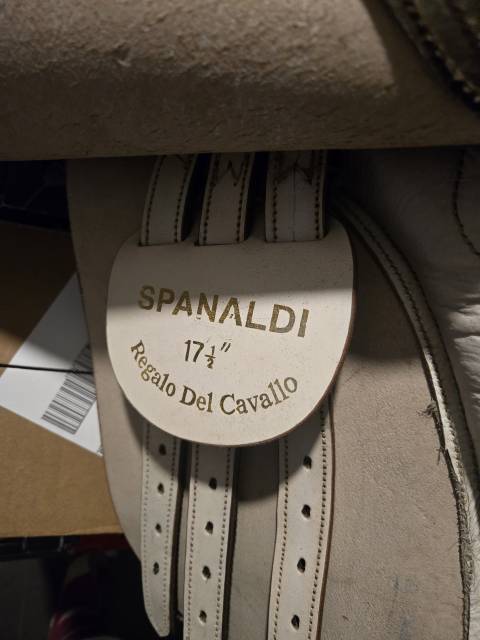 SPANALDI
17½"
Regalo Del Cavallo